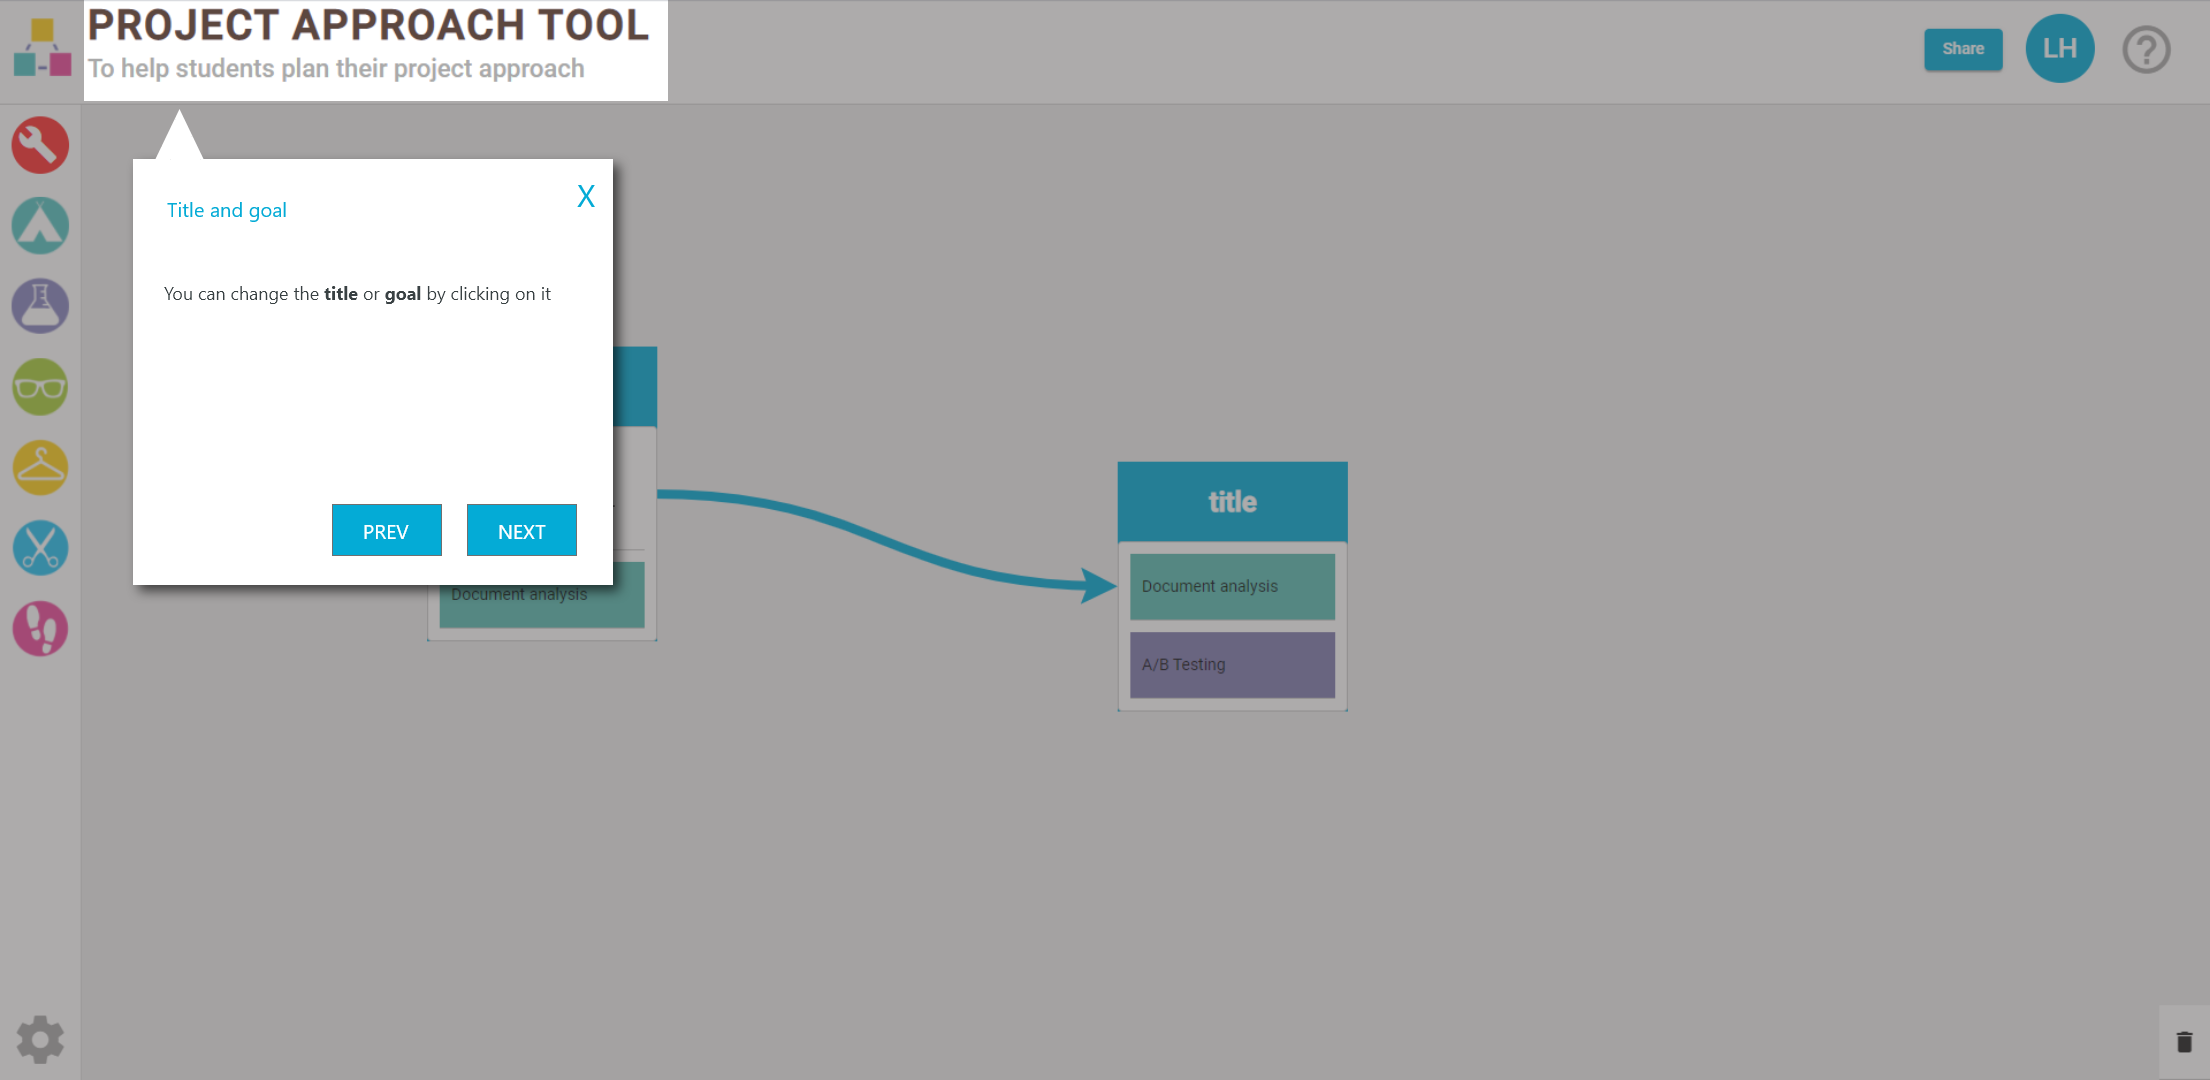 PROJECT APPROACH TOOL
To help students plan their project approach
Share
LH
?
Title and goal
X
You can change the title or goal by clicking on it
PREV
NEXT
Document analysis
title
Document analysis
A/B Testing